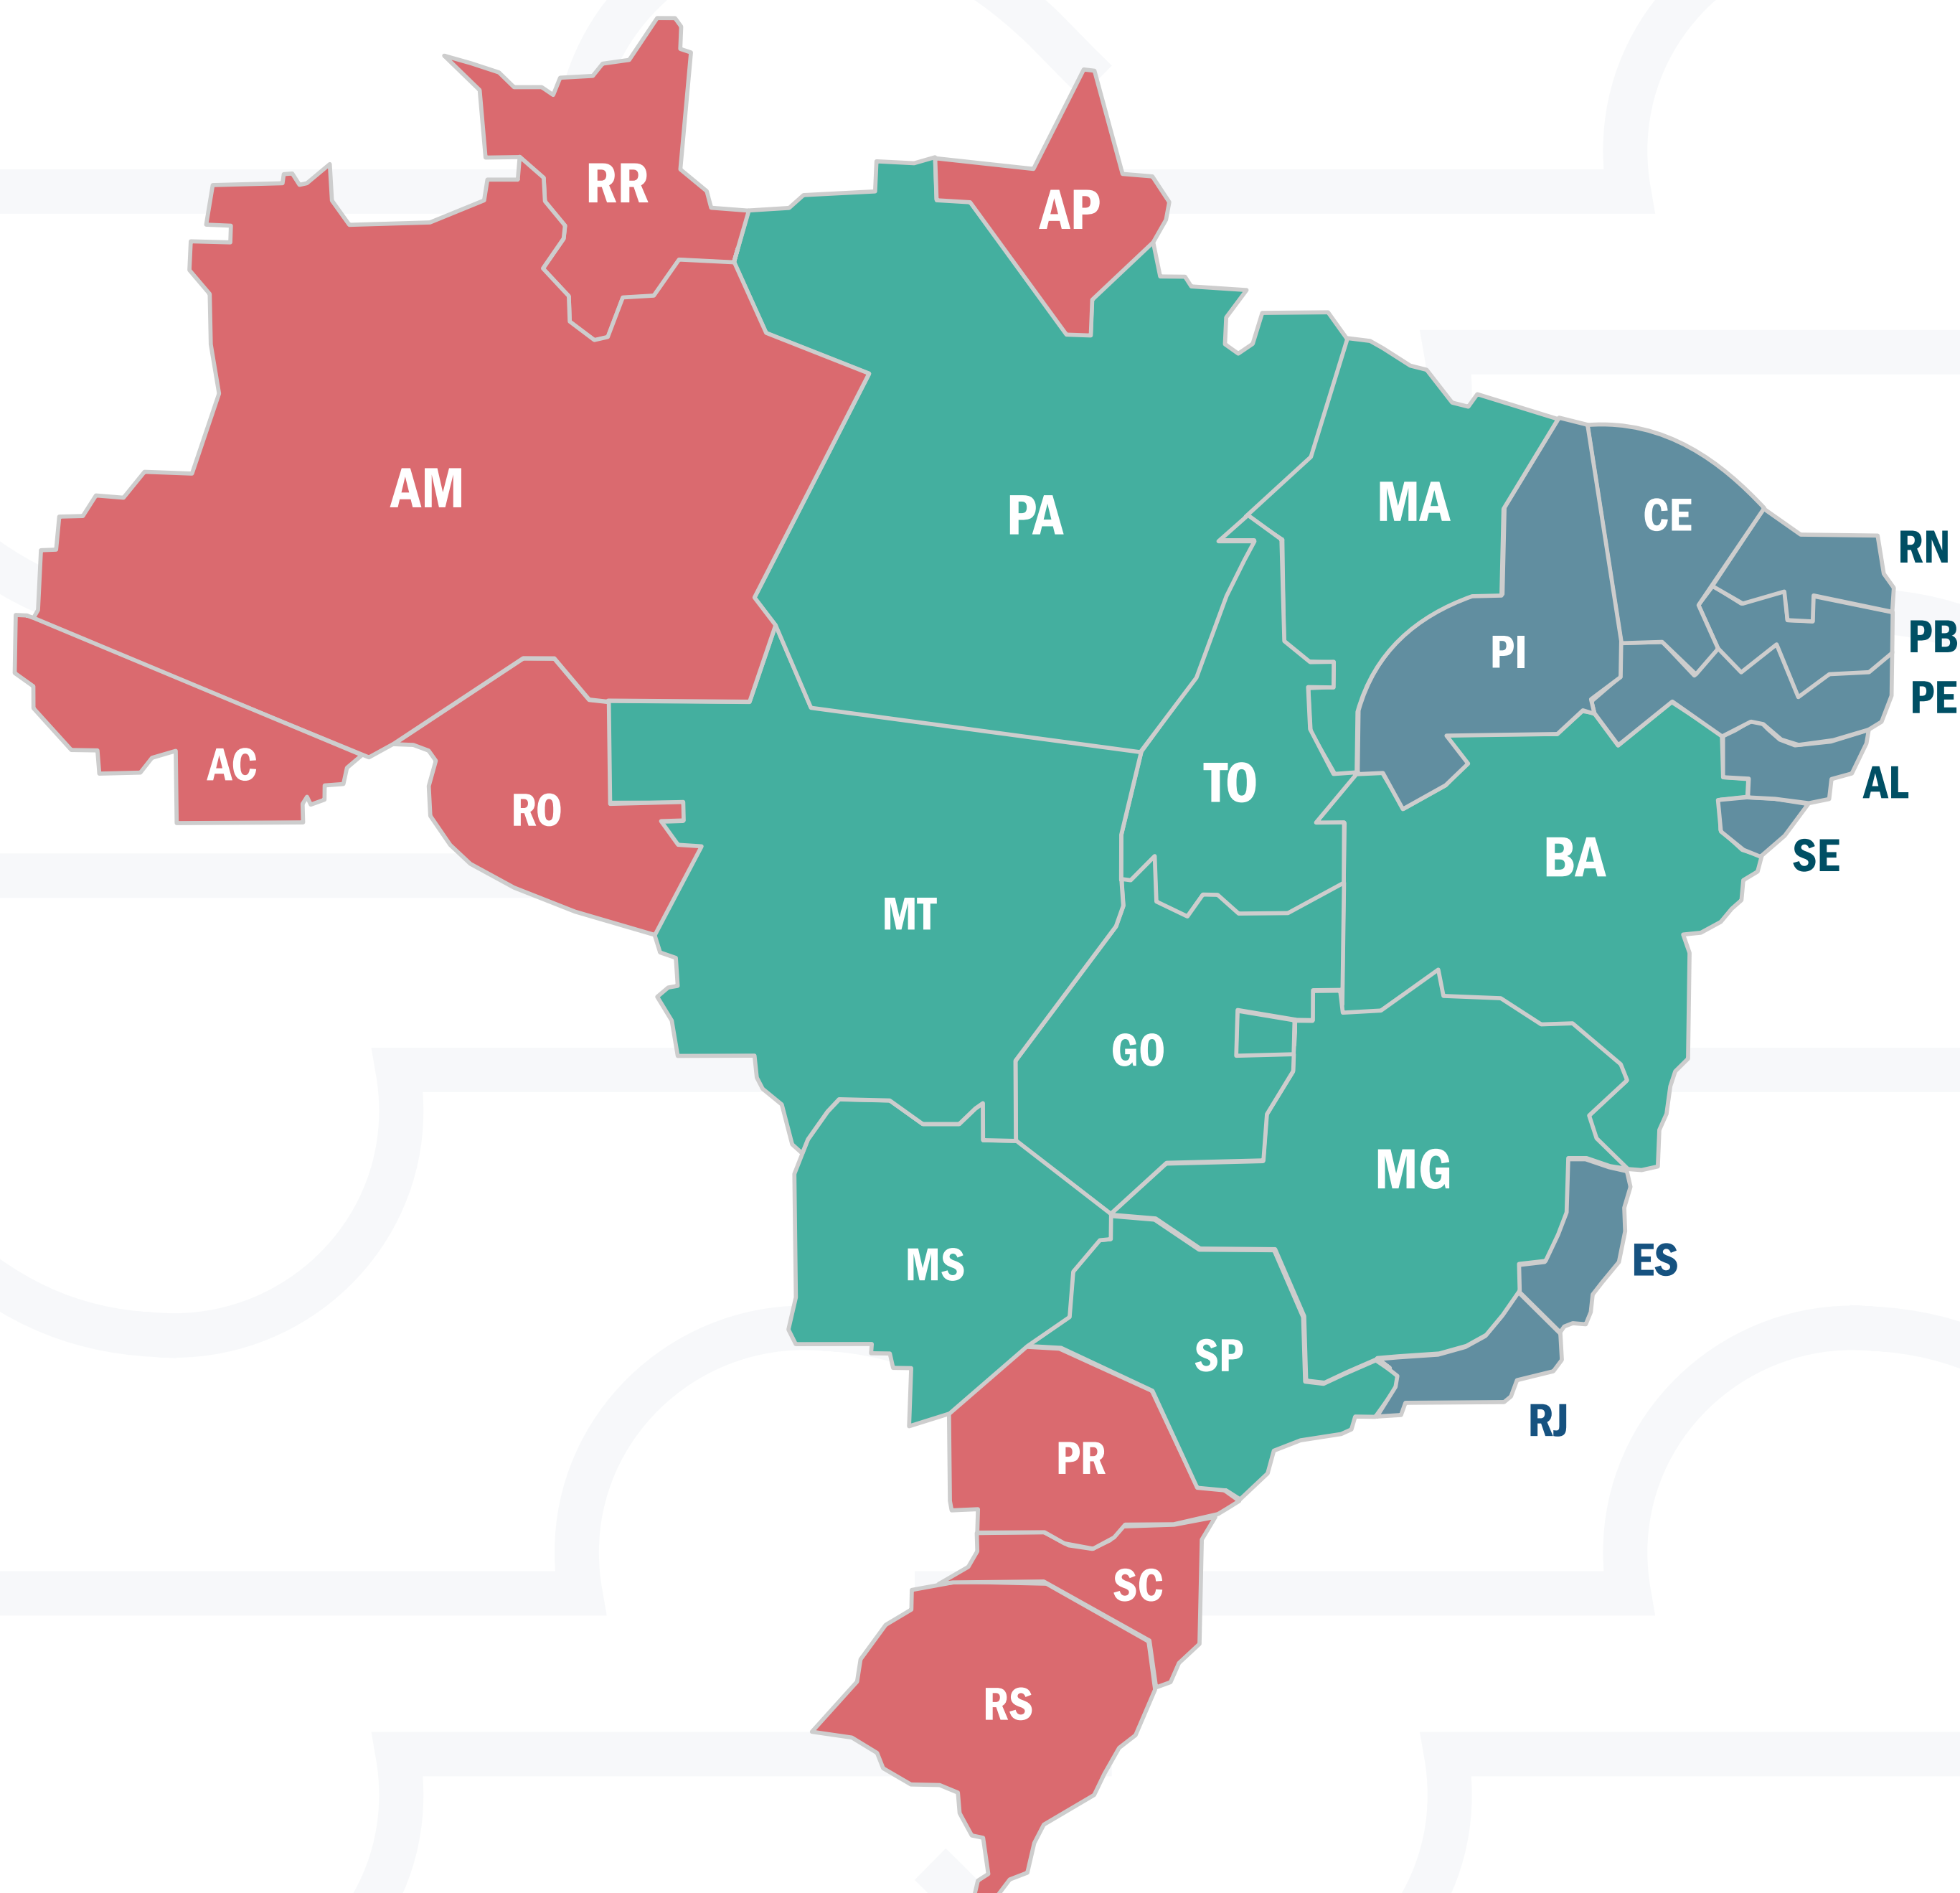 RR
AP
AM
PA
MA
CE
RN
PI
PB
PE
AC
TO
AL
RO
BA
SE
MT
GO
MG
ES
MS
SP
RJ
PR
SC
RS